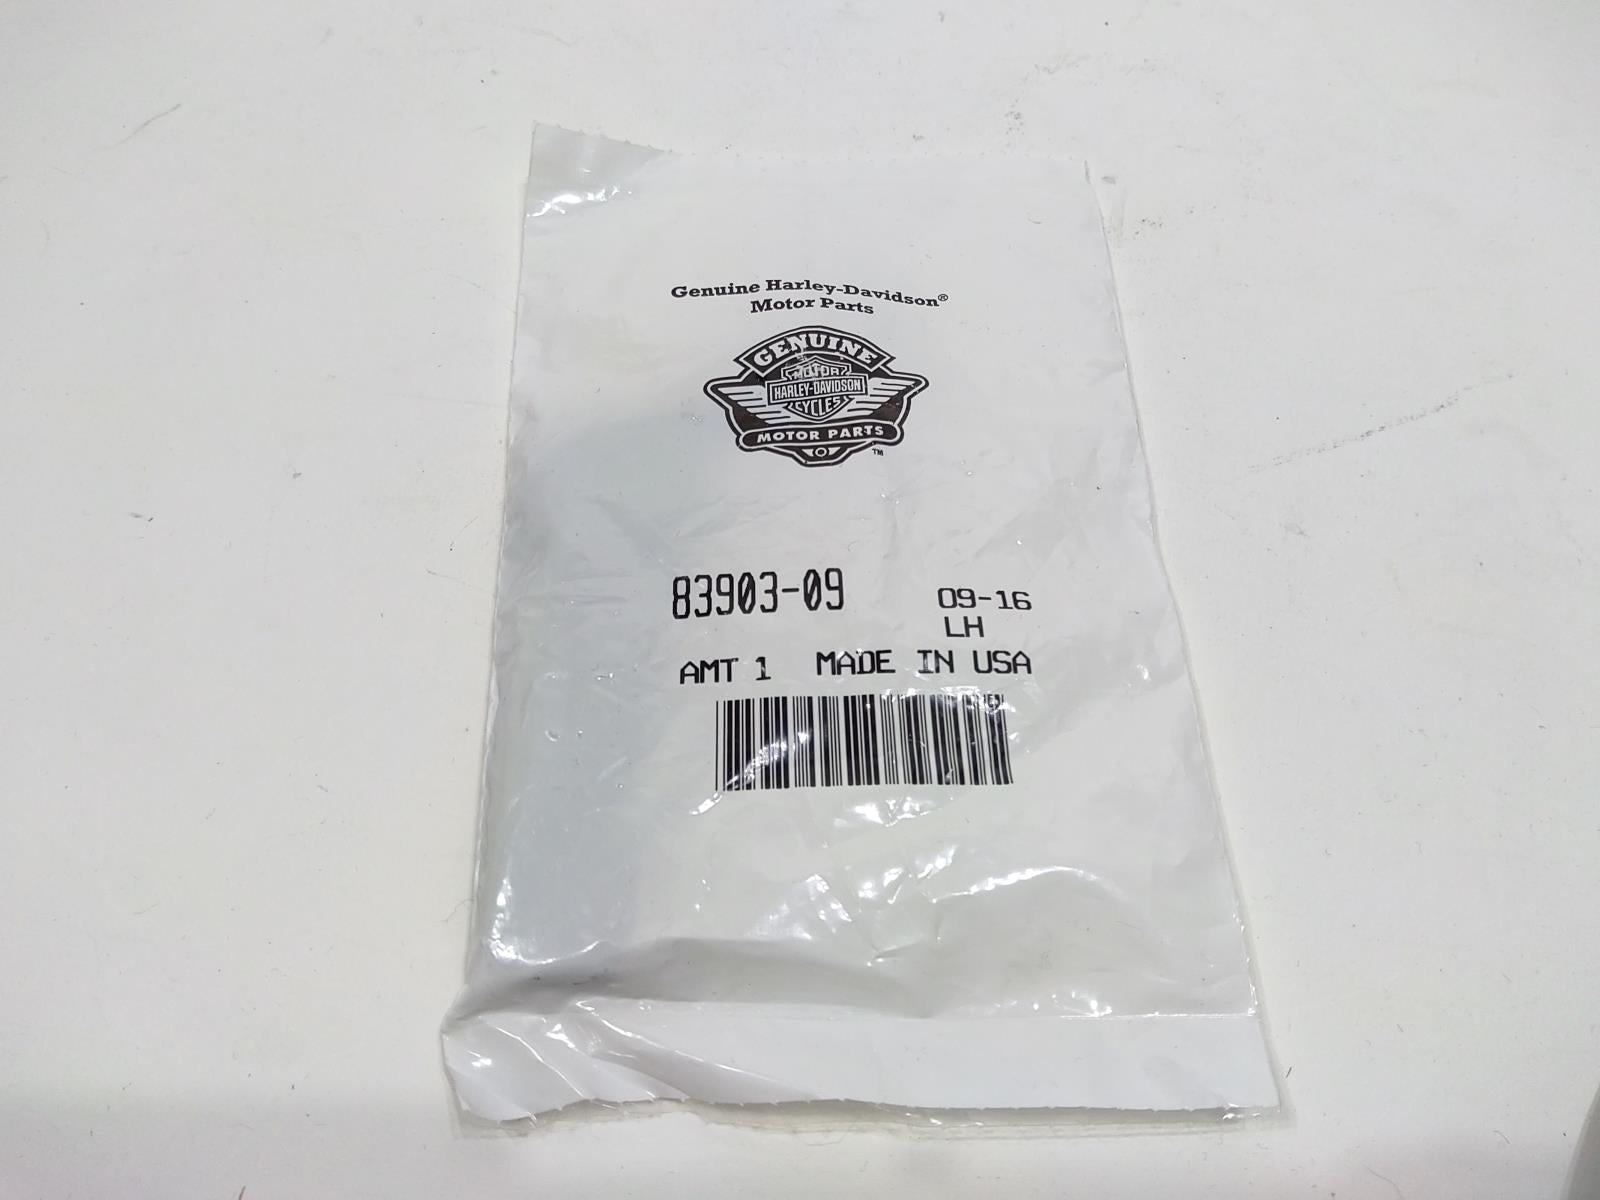 Genuine Harley-Davidson®
Motor Parts
GENUINE
MOTOR
HARLEY-DAVIDSON
CYCLES
MOTOR PARTS
TM
83903-09
09-16
LH
AMT 1 MADE IN USA